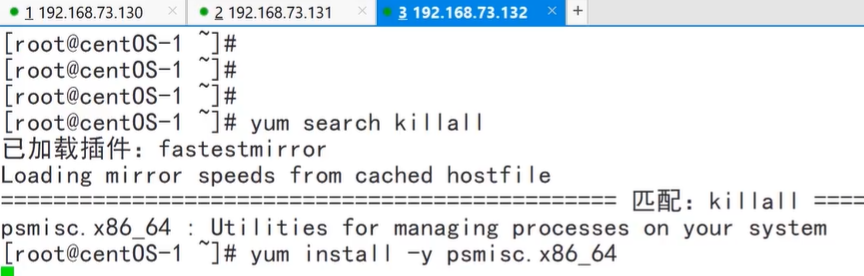 1 192.168.73.130 × 2 192.168.73.131 × 3 192.168.73.132 × +
[root@centOS-1 ~]#
[root@centOS-1 ~]#
[root@centOS-1 ~]#
[root@centOS-1 ~]# yum search killall
已加载插件：fastestmirror
Loading mirror speeds from cached hostfile
=============================================== 匹配：killall ====
psmisc.x86_64 : Utilities for managing processes on your system
[root@centOS-1 ~]# yum install -y psmisc.x86_64